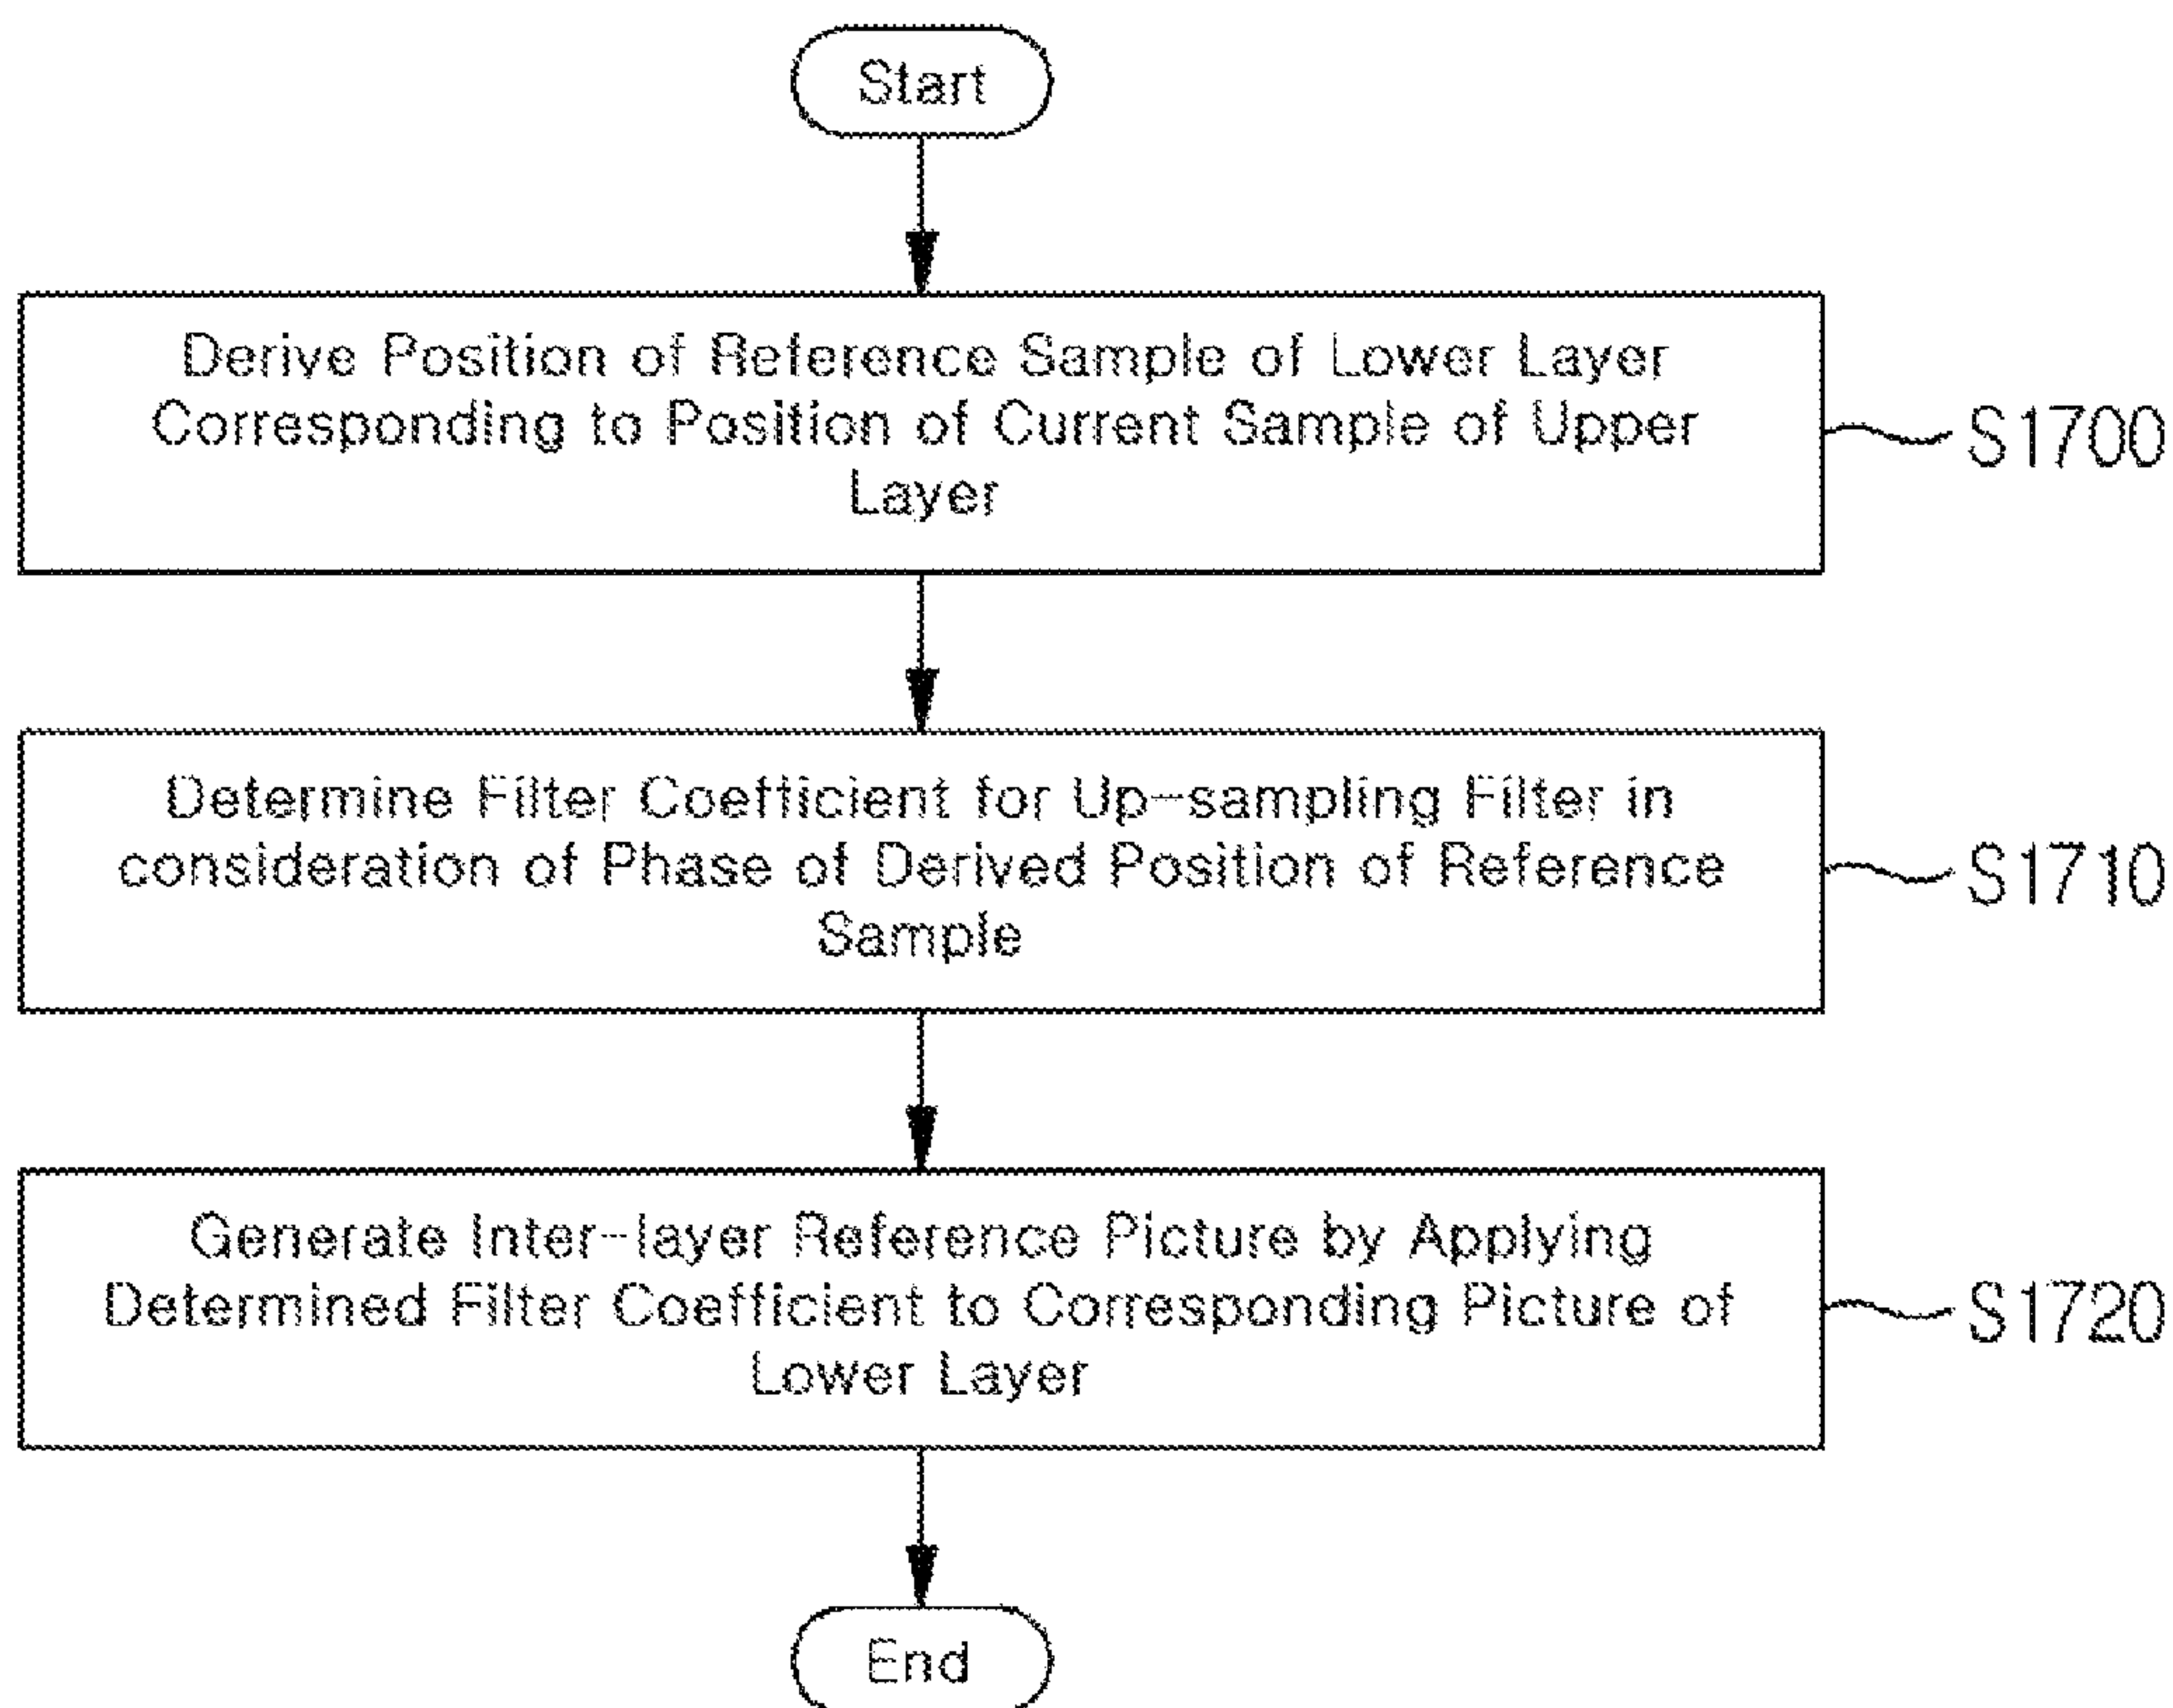 Start
Derive Position of Reference Sample of Lower Layer
Corresponding to Position of Current Sample of Upper
Layer
S1700
Determine Filter Coefficient for Up-sampling Filter in
consideration of Phase of Derived Position of Reference
Sample
S1710
Generate Inter-layer Reference Picture by Applying
Determined Filter Coefficient to Corresponding Picture of
Lower Layer
S1720
End